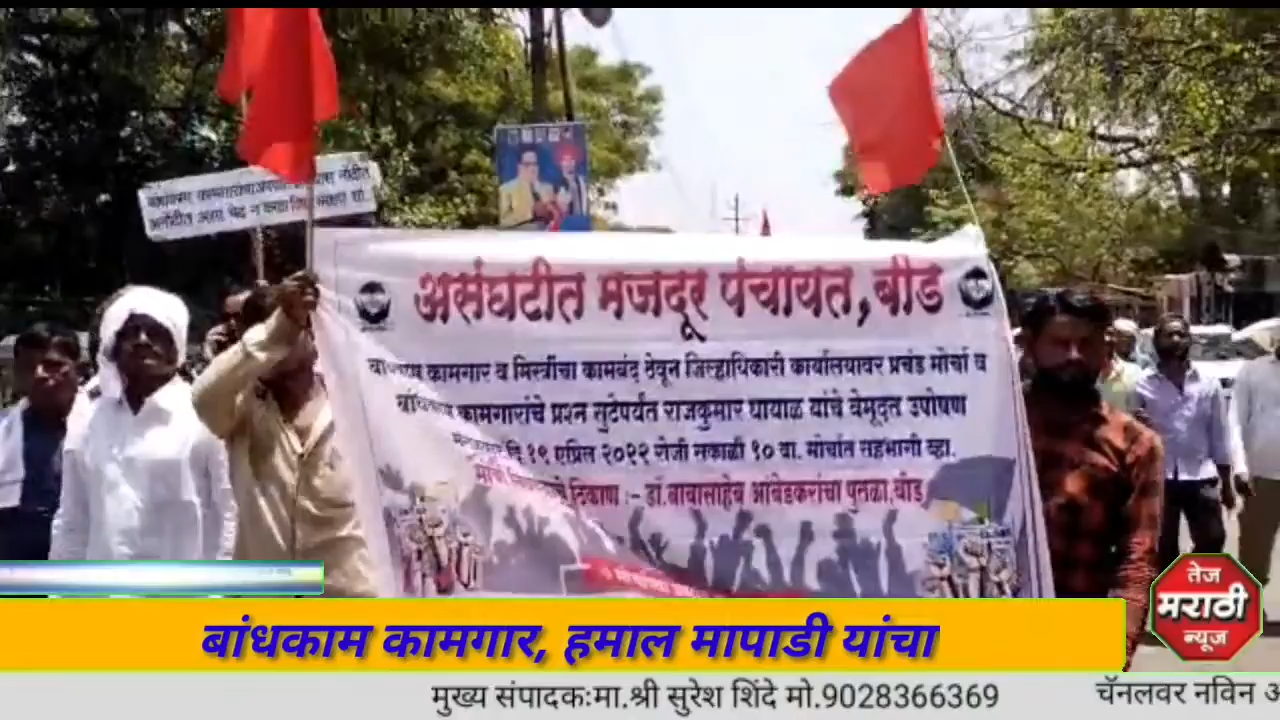 असंघटीत मजदूर पंचायत,बीड
कामगार व मिस्त्रींचा कामबंद ठेवून जिल्हाधिकारी कार्यालयावर प्रचंड मोर्चा व
बांधकाम कामगारांचे प्रश्न सुटेपर्यंत राजकुमार घायाळ यांचे बेमूदत उपोषण
दि.१९ एप्रिल २०२२ रोजी सकाळी १० वा. मोर्चात सहभागी व्हा.
ठिकाण :- डॉ.बाबासाहेब आंबेडकरांचा पुतळा,बीड
बांधकाम कामगार, हमाल मापाडी यांचा
तेज
मराठी
न्यूज
मुख्य संपादकःमा.श्री सुरेश शिंदे मो.9028366369
चॅनलवर नविन